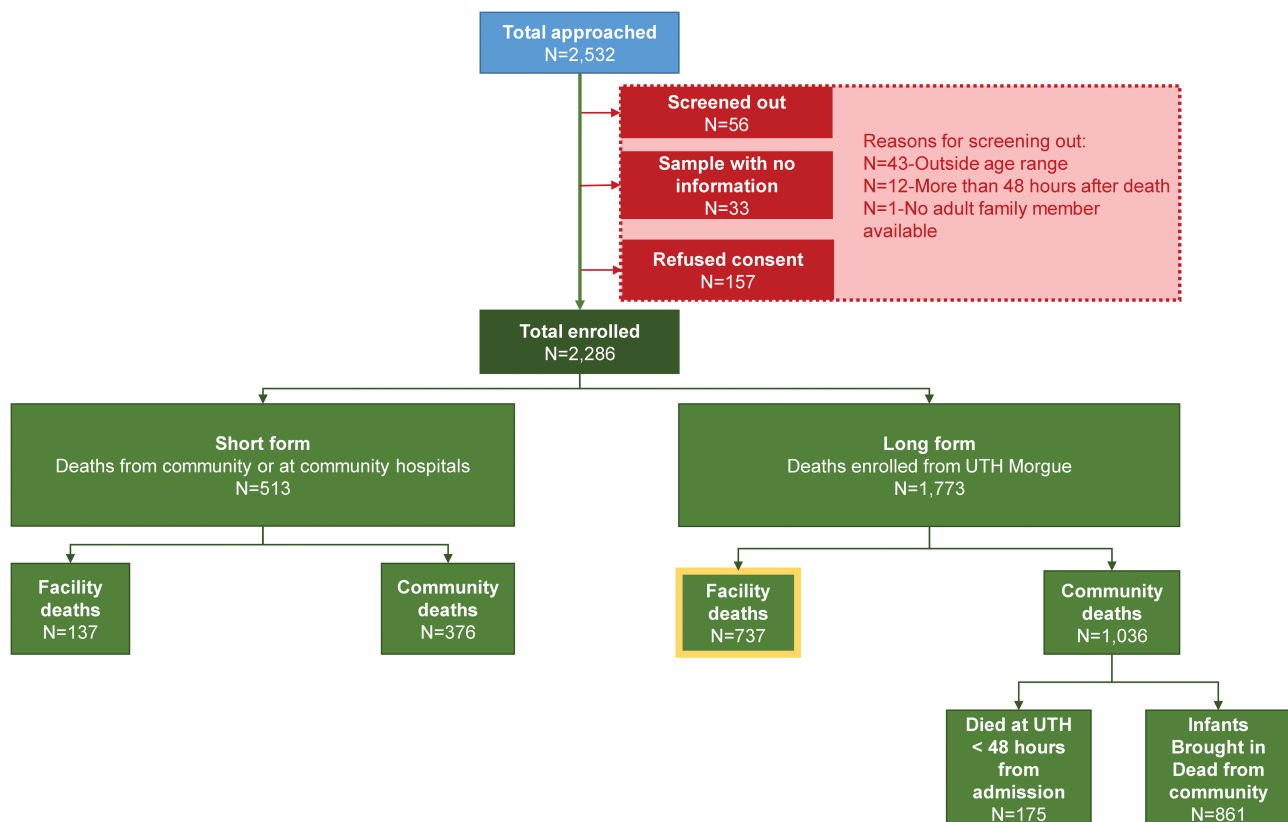 Total approached
N=2,532
Screened out
N=56
Sample with no
information
N=33
Refused consent
N=157
Reasons for screening out:
N=43-Outside age range
N=12-More than 48 hours after death
N=1-No adult family member
available
Total enrolled
N=2,286
Short form
Deaths from community or at community hospitals
N=513
Long form
Deaths enrolled from UTH Morgue
N=1,773
Facility
deaths
N=137
Community
deaths
N=376
Facility
deaths
N=737
Community
deaths
N=1,036
Died at UTH
< 48 hours
from
admission
N=175
Infants
Brought in
Dead from
community
N=861